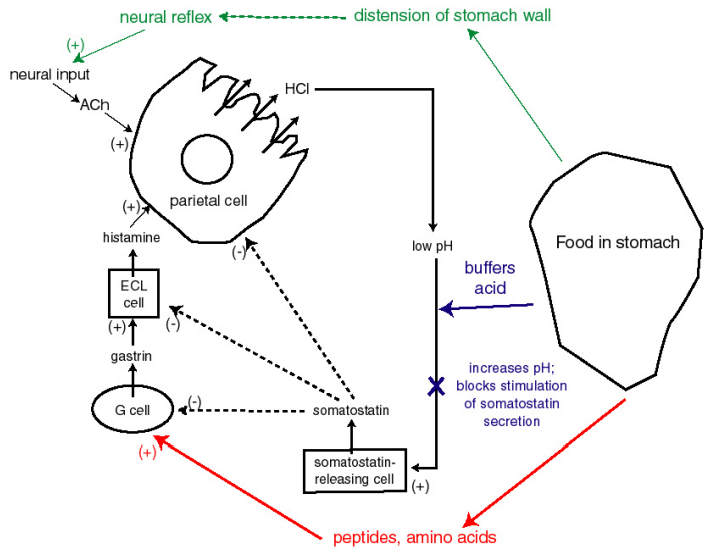 neural reflex
distension of stomach wall
(+)
neural input
ACh
(+)
HCl
parietal cell
(+)
histamine
(-)
low pH
Food in stomach
buffers
acid
ECL
cell
(+)
(-)
gastrin
increases pH;
blocks stimulation
of somatostatin
secretion
G cell
(-)
somatostatin
(+)
somatostatin-
releasing cell
(+)
peptides, amino acids